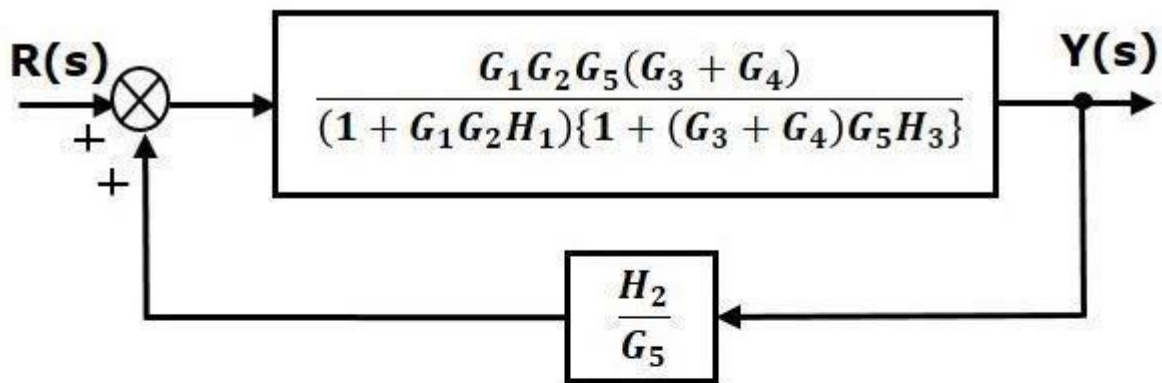 R(s)
+
+
G₁G₂G₅(G₃ + G₄)
(1 + G₁G₂H₁){1 + (G₃ + G₄)G₅H₃}
Y(s)
H₂
G₅